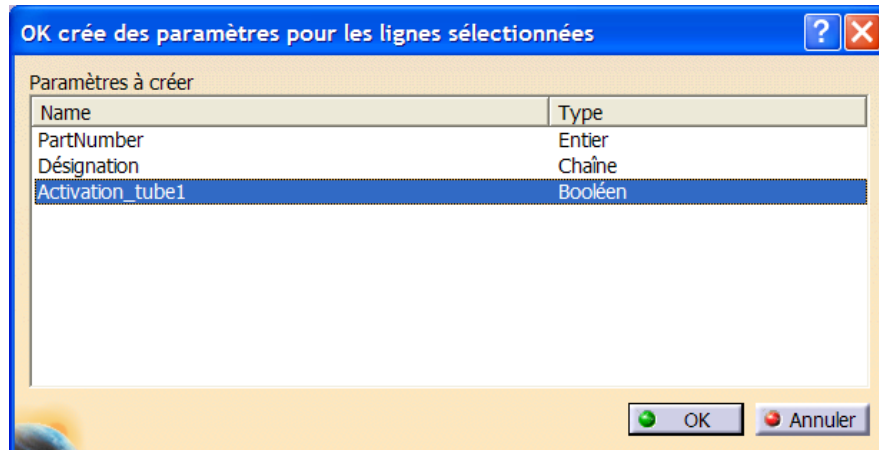 OK crée des paramètres pour les lignes sélectionnées
Paramètres à créer
Name Type
PartNumber Entier
Désignation Chaîne
Activation_tube1 Booléen
OK Annuler